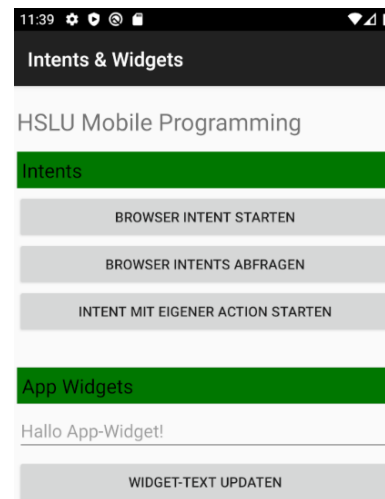 11:39
Intents & Widgets
HSLU Mobile Programming
Intents
BROWSER INTENT STARTEN
BROWSER INTENTS ABFRAGEN
INTENT MIT EIGENER ACTION STARTEN
App Widgets
Hallo App-Widget!
WIDGET-TEXT UPDATEN